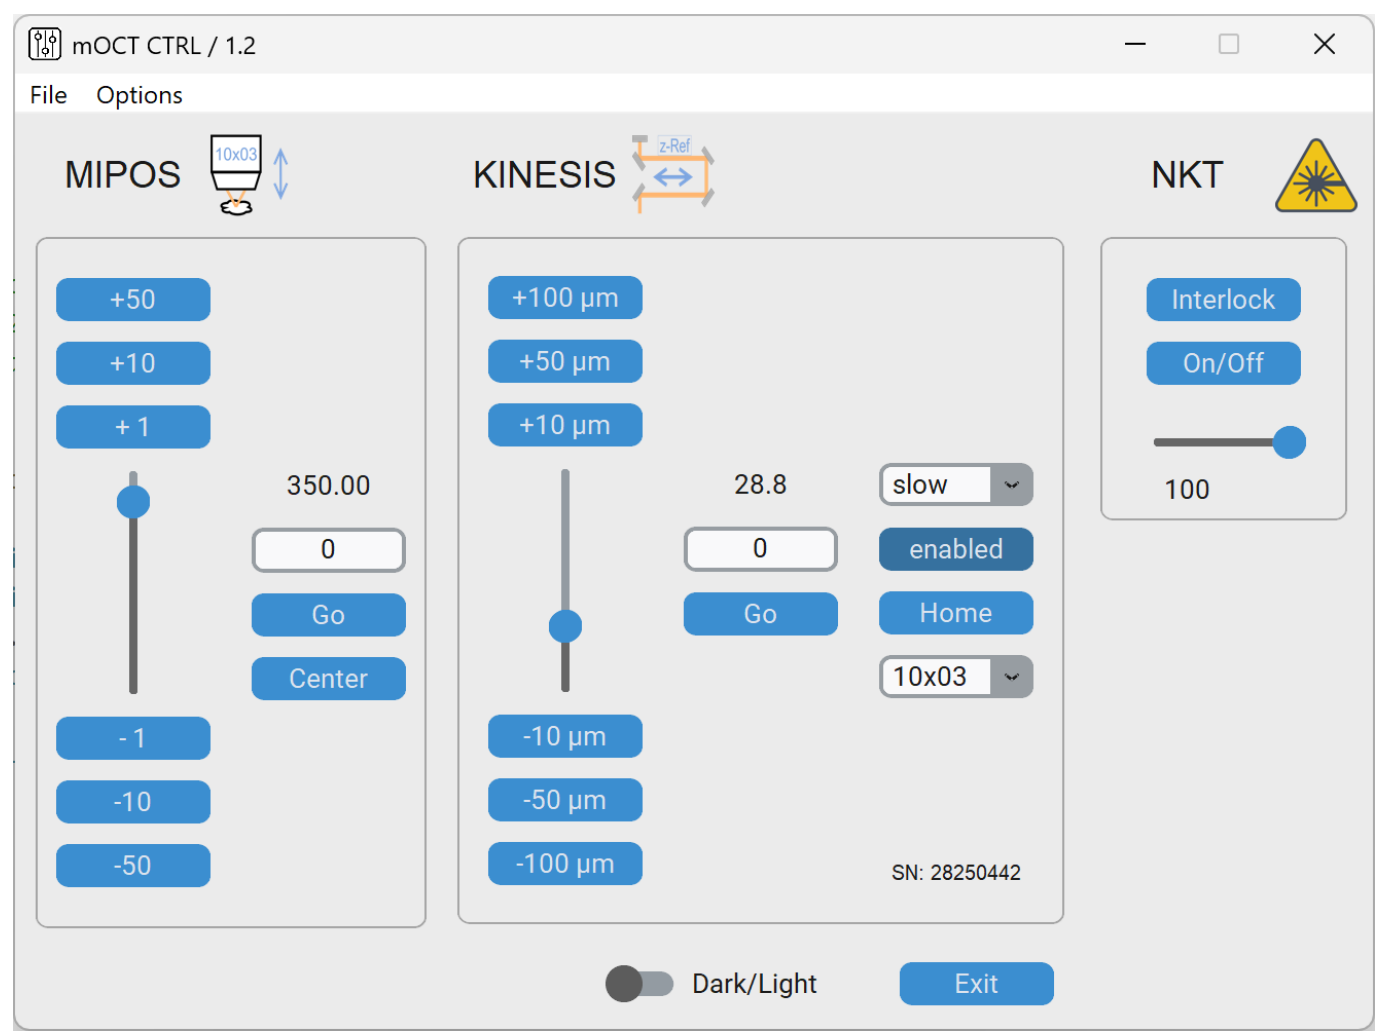 mOCT CTRL / 1.2
File Options
MIPOS
10x03
KINESIS
z-Ref
NKT
+50
+10
+ 1
350.00
0
Go
Center
- 1
-10
-50
+100 µm
+50 µm
+10 µm
28.8
0
Go
slow
enabled
Home
10x03
-10 µm
-50 µm
-100 µm
SN: 28250442
Interlock
On/Off
100
Dark/Light
Exit